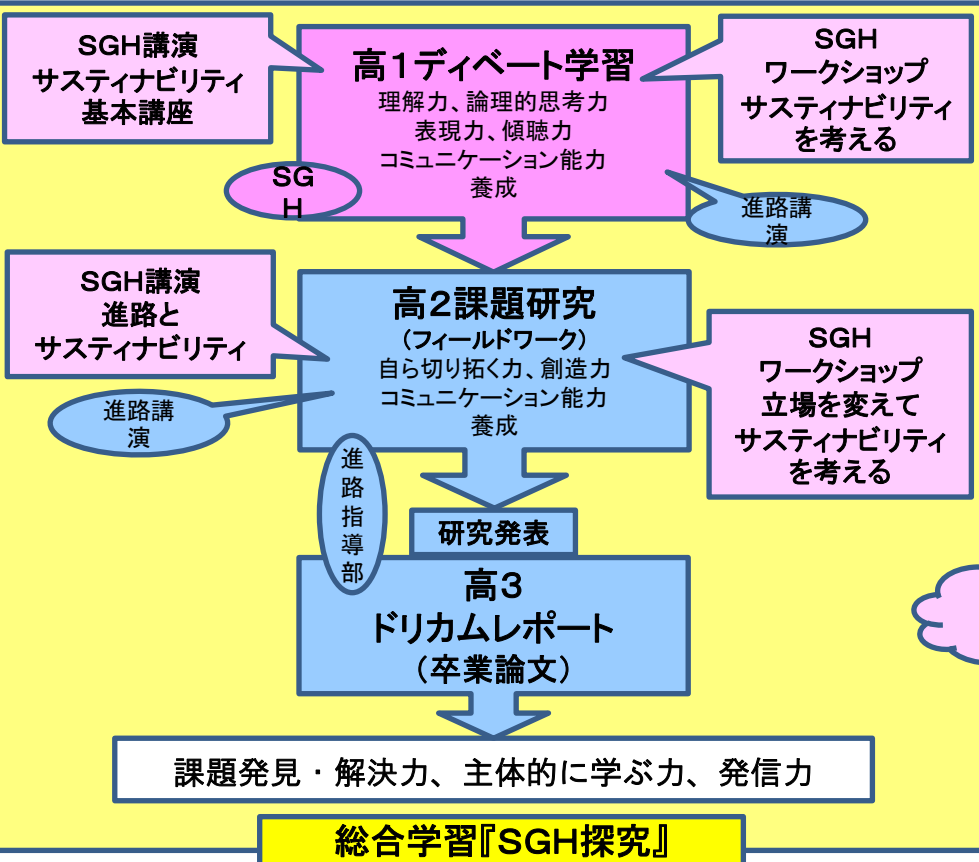 SGH講演
サスティナビリティ
基本講座
高1ディベート学習
理解力、論理的思考力
表現力、傾聴力
コミュニケーション能力
養成
SGH
ワークショップ
サスティナビリティ
を考える
SG
H
進路講
演
SGH講演
進路と
サスティナビリティ
高2課題研究
(フィールドワーク)
自ら切り拓く力、創造力
コミュニケーション能力
養成
SGH
ワークショップ
立場を変えて
サスティナビリティ
を考える
進路講
演
進
路
指
導
部
研究発表
高3
ドリカムレポート
(卒業論文)
課題発見・解決力、主体的に学ぶ力、発信力
総合学習『SGH探究』